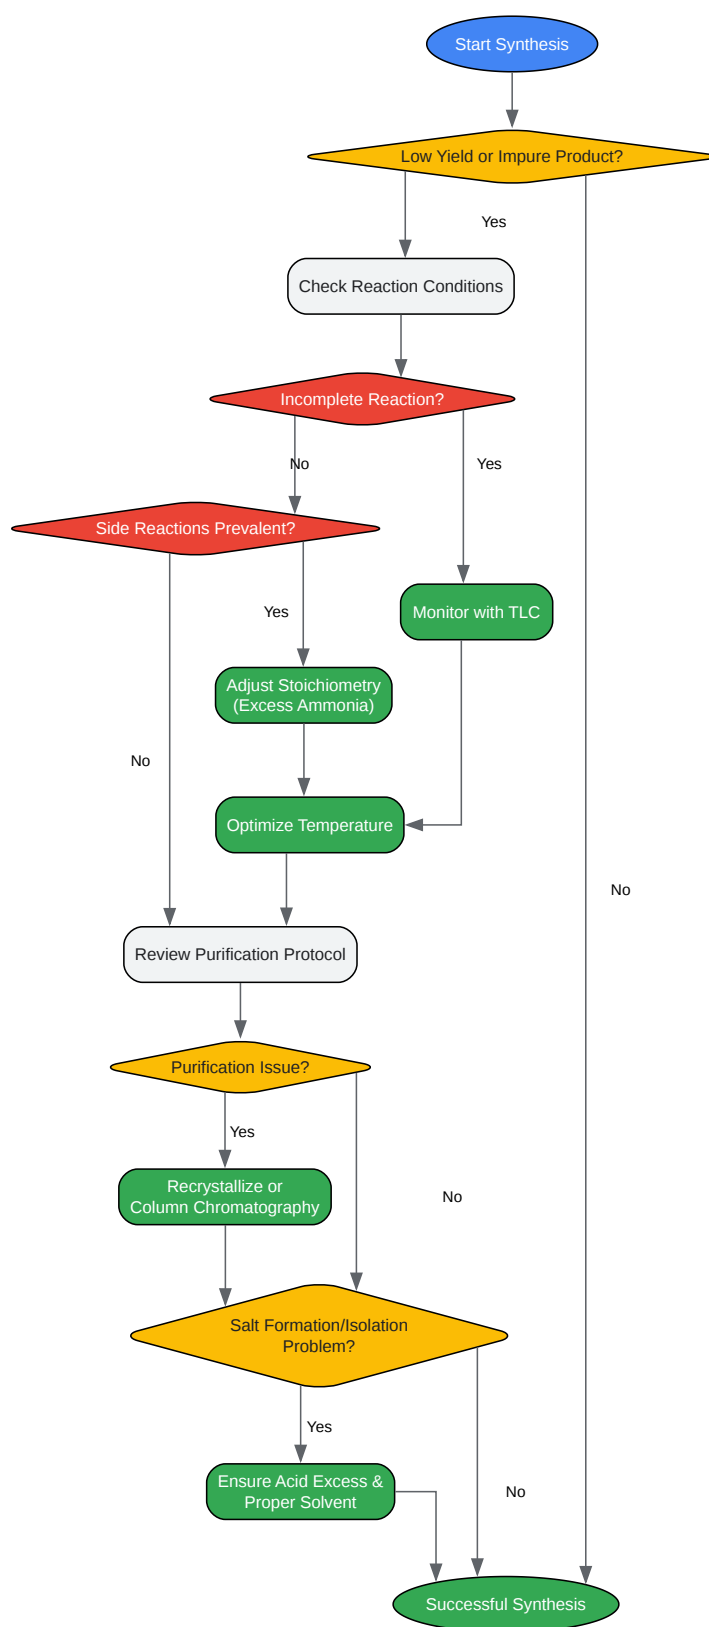 Start Synthesis
Low Yield or Impure Product?
Yes
Check Reaction Conditions
Incomplete Reaction?
No
Yes
Side Reactions Prevalent?
Yes
Monitor with TLC
Adjust Stoichiometry
(Excess Ammonia)
No
Optimize Temperature
No
Review Purification Protocol
Purification Issue?
Yes
Recrystallize or
Column Chromatography
No
Salt Formation/Isolation
Problem?
Yes
Ensure Acid Excess &
Proper Solvent
No
Successful Synthesis